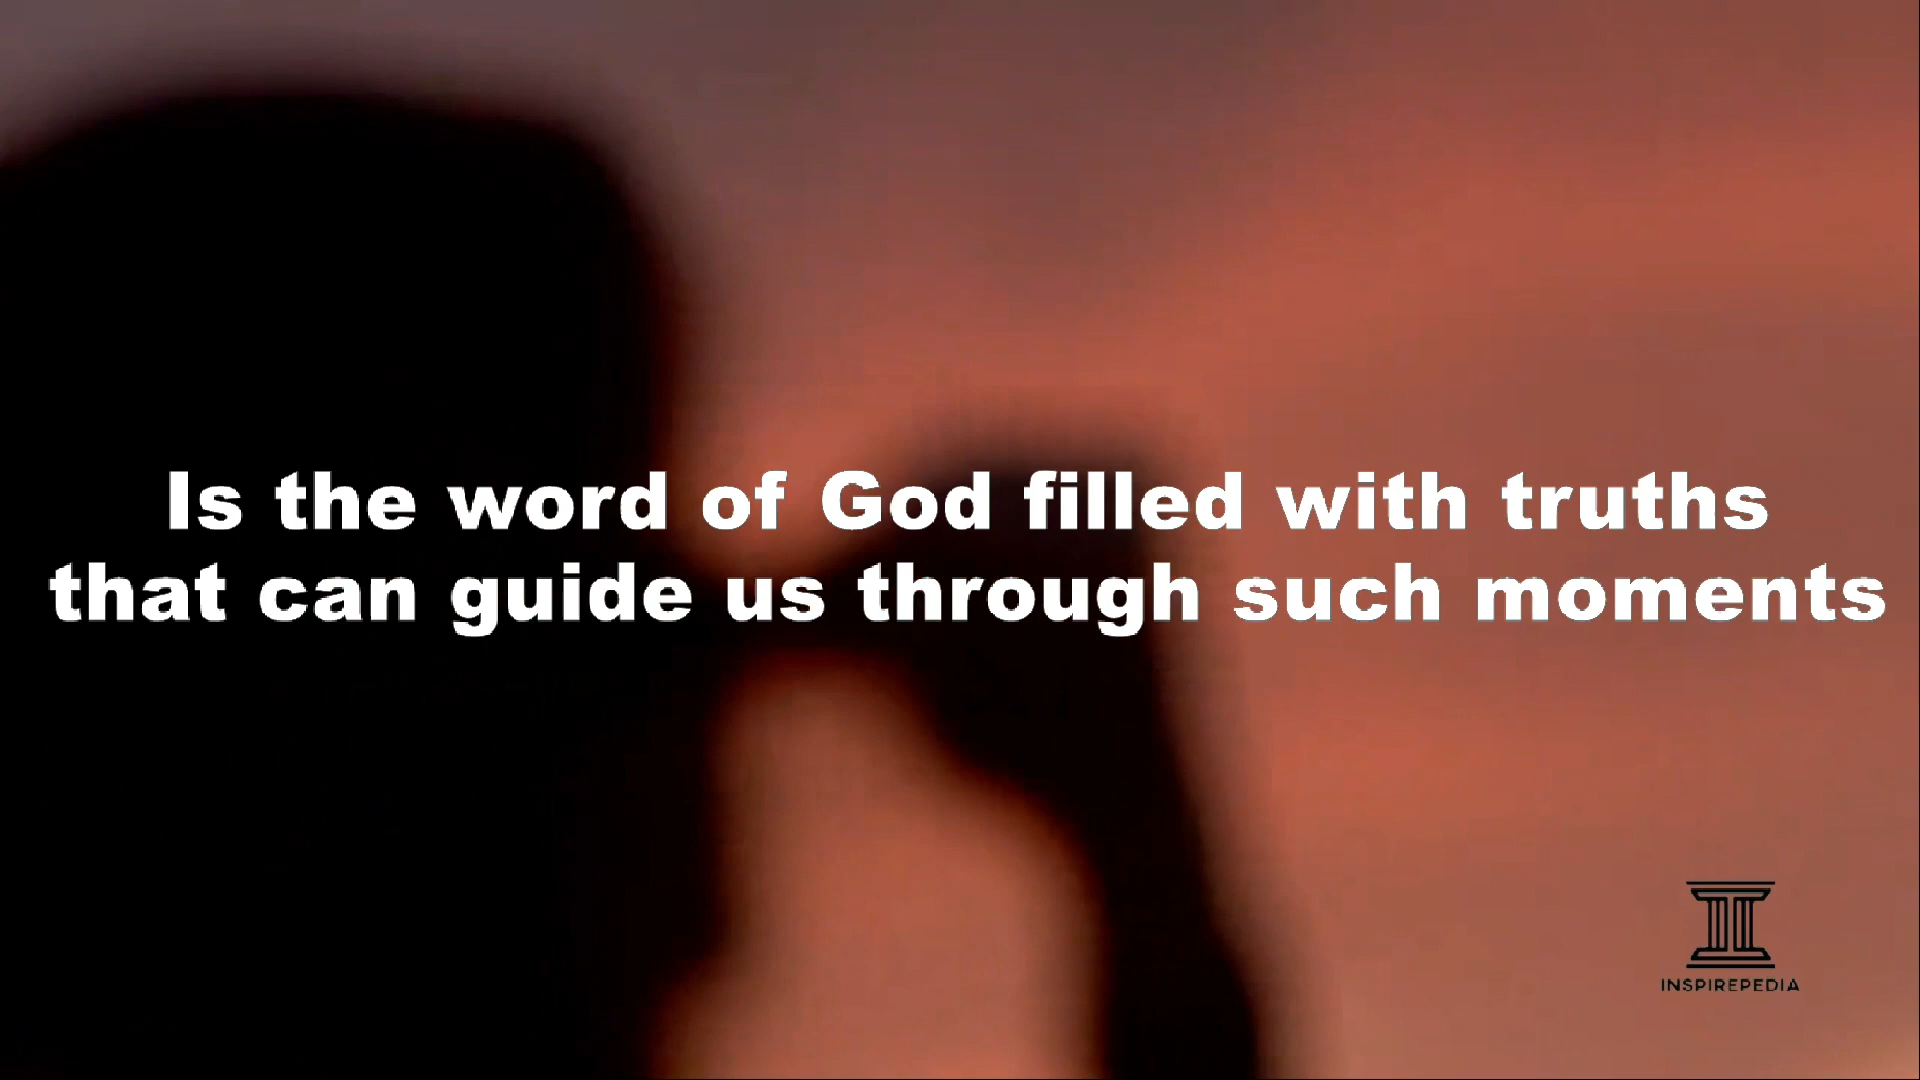 Is the word of God filled with truths
that can guide us through such moments
INSPIREPEDIA